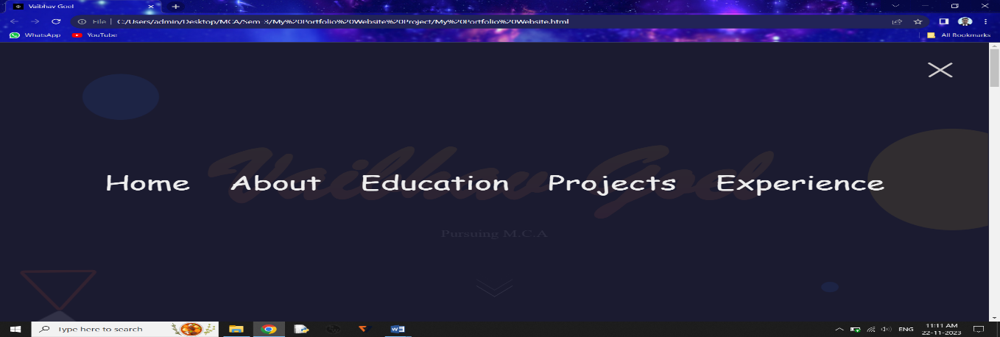 Vaibhav Goel
File | C:/Users/admin/Desktop/MCA/Sem 3/My%20Portfolio%20Website%20Project/My%20Portfolio%20Website.html
WhatsApp YouTube All Bookmarks
Vaibhav Goel
Home About Education Projects Experience
Pursuing M.C.A
Type here to search ENG 11:11 AM
22-11-2023